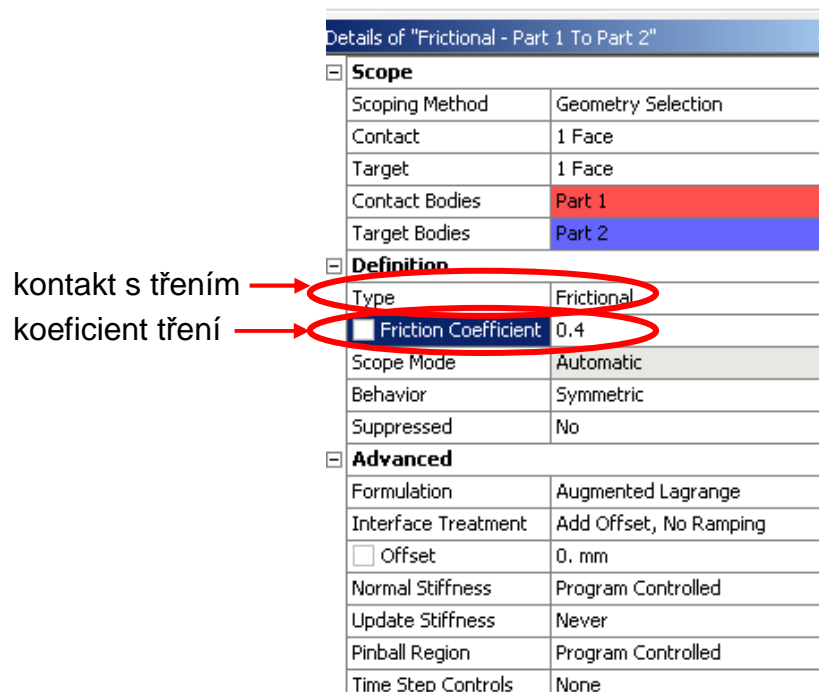 Details of "Frictional - Part 1 To Part 2"
Scope
Scoping Method Geometry Selection
Contact 1 Face
Target 1 Face
Contact Bodies Part 1
Target Bodies Part 2
Definition
kontakt s třením
Type Frictional
koeficient tření
Friction Coefficient 0.4
Scope Mode Automatic
Behavior Symmetric
Suppressed No
Advanced
Formulation Augmented Lagrange
Interface Treatment Add Offset, No Ramping
Offset 0. mm
Normal Stiffness Program Controlled
Update Stiffness Never
Pinball Region Program Controlled
Time Step Controls None